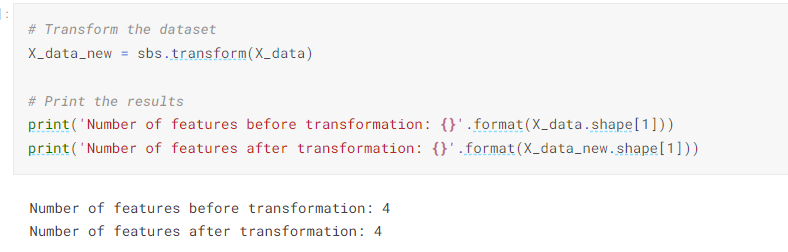 ]:
# Transform the dataset
X_data_new = sbs.transform(X_data)
# Print the results
print('Number of features before transformation: {}'.format(X_data.shape[1]))
print('Number of features after transformation: {}'.format(X_data_new.shape[1]))
Number of features before transformation: 4
Number of features after transformation: 4